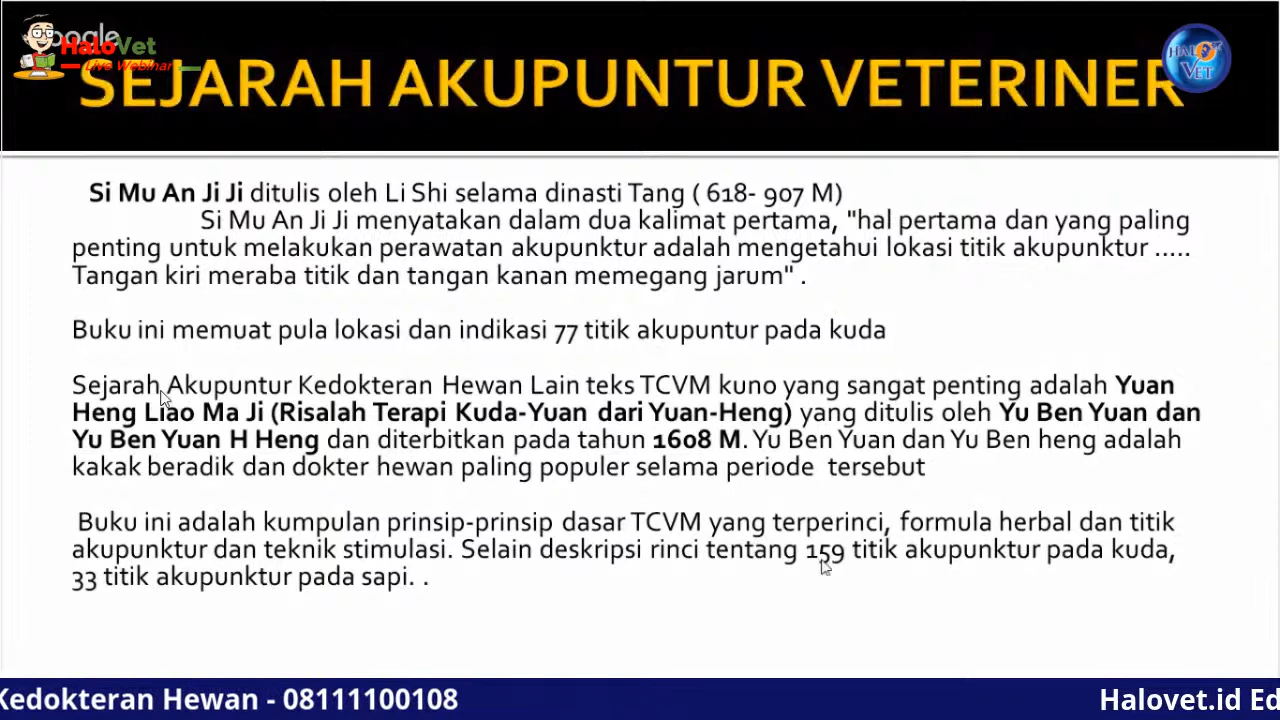 Google
HaloVet
Live Webinar
HALO VET
SEJARAH AKUPUNTUR VETERINER
Si Mu An Ji Ji ditulis oleh Li Shi selama dinasti Tang ( 618- 907 M)
Si Mu An Ji Ji menyatakan dalam dua kalimat pertama, "hal pertama dan yang paling
penting untuk melakukan perawatan akupunktur adalah mengetahui lokasi titik akupunktur .....
Tangan kiri meraba titik dan tangan kanan memegang jarum" .
Buku ini memuat pula lokasi dan indikasi 77 titik akupuntur pada kuda
Sejarah Akupuntur Kedokteran Hewan Lain teks TCVM kuno yang sangat penting adalah Yuan
Heng Liao Ma Ji (Risalah Terapi Kuda-Yuan dari Yuan-Heng) yang ditulis oleh Yu Ben Yuan dan
Yu Ben Yuan H Heng dan diterbitkan pada tahun 1608 M. Yu Ben Yuan dan Yu Ben heng adalah
kakak beradik dan dokter hewan paling populer selama periode tersebut
Buku ini adalah kumpulan prinsip-prinsip dasar TCVM yang terperinci, formula herbal dan titik
akupunktur dan teknik stimulasi. Selain deskripsi rinci tentang 159 titik akupunktur pada kuda,
33 titik akupunktur pada sapi. .
Kedokteran Hewan - 08111100108
Halovet.id Ed